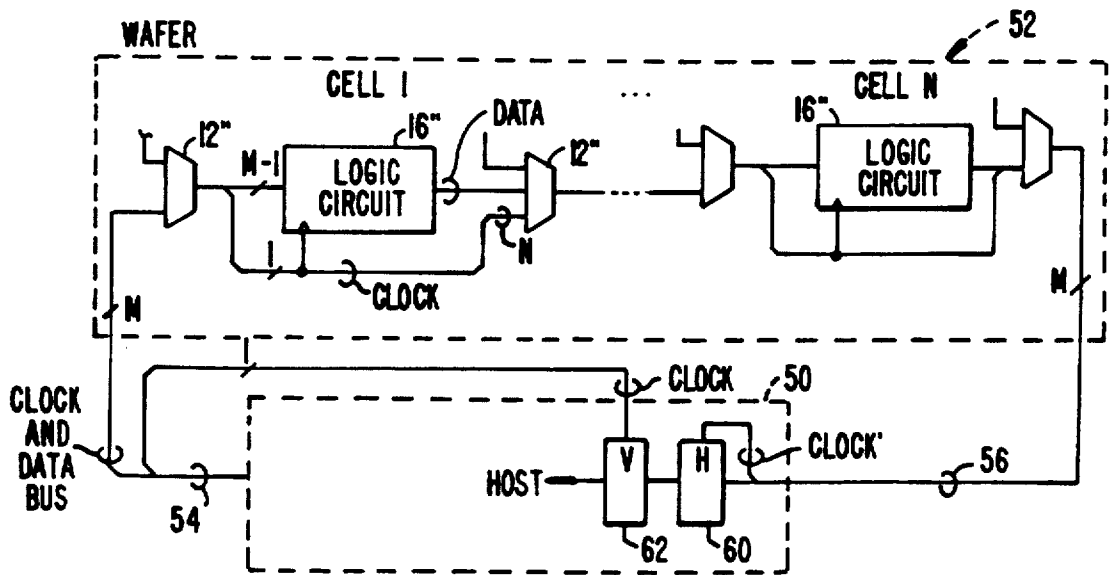 WAFER
52
CELL 1
...
CELL N
12"
16"
DATA
12"
16"
M-1
LOGIC
CIRCUIT
LOGIC
CIRCUIT
1
N
CLOCK
M
M
1
CLOCK
50
CLOCK
AND
DATA
BUS
V
H
CLOCK'
56
HOST
54
62
60